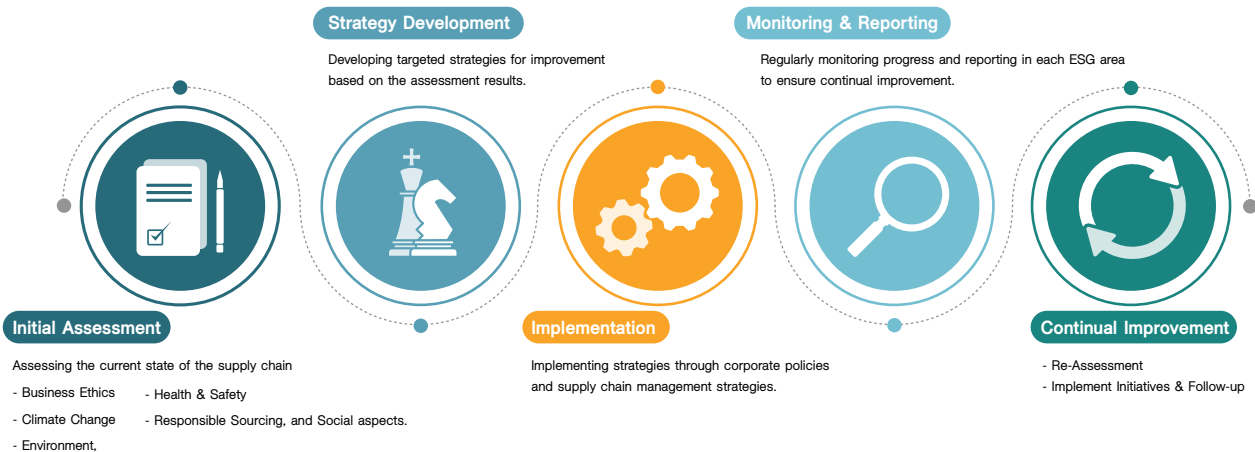 Initial Assessment
Assessing the current state of the supply chain
- Business Ethics
- Climate Change
- Environment,
- Health & Safety
- Responsible Sourcing, and Social aspects.
Strategy Development
Developing targeted strategies for improvement
based on the assessment results.
Implementation
Implementing strategies through corporate policies
and supply chain management strategies.
Monitoring & Reporting
Regularly monitoring progress and reporting in each ESG area
to ensure continual improvement.
Continual Improvement
- Re-Assessment
- Implement Initiatives & Follow-up